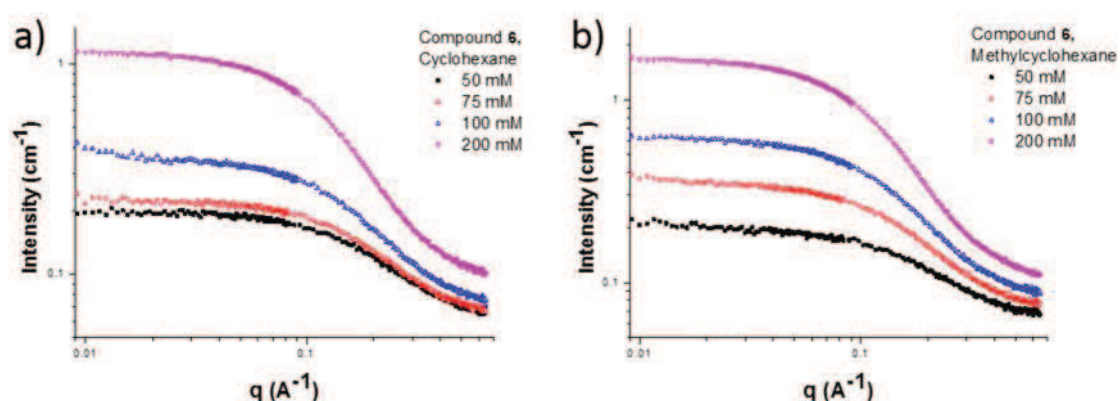 a)
Compound 6,
Cyclohexane
50 mM
75 mM
100 mM
200 mM
1
0.1
Intensity (cm-1)
0.01
0.1
q (A-1)
b)
Compound 6,
Methylcyclohexane
50 mM
75 mM
100 mM
200 mM
1
0.1
Intensity (cm-1)
0.01
0.1
q (A-1)